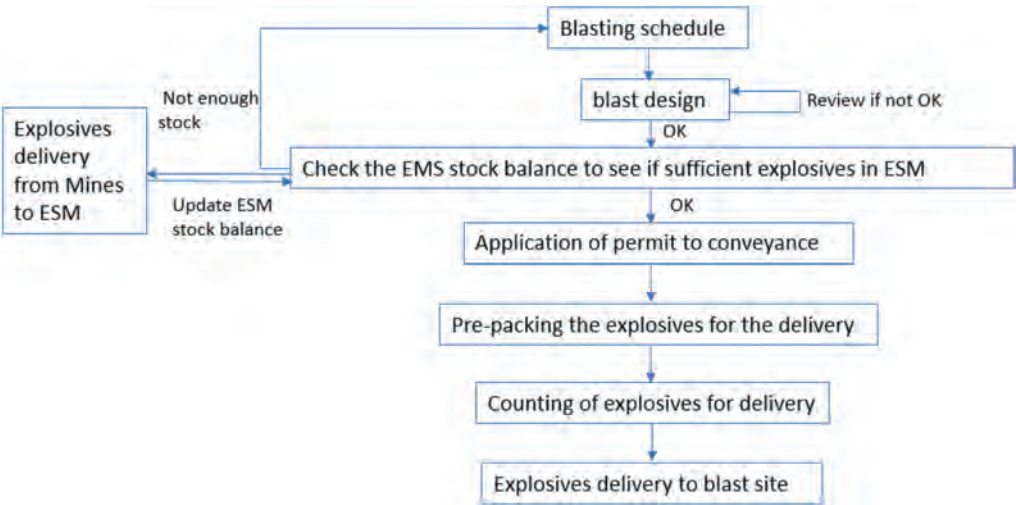 Blasting schedule
blast design
Review if not OK
OK
Not enough
stock
Explosives
delivery
from Mines
to ESM
Check the EMS stock balance to see if sufficient explosives in ESM
Update ESM
stock balance
OK
Application of permit to conveyance
Pre-packing the explosives for the delivery
Counting of explosives for delivery
Explosives delivery to blast site